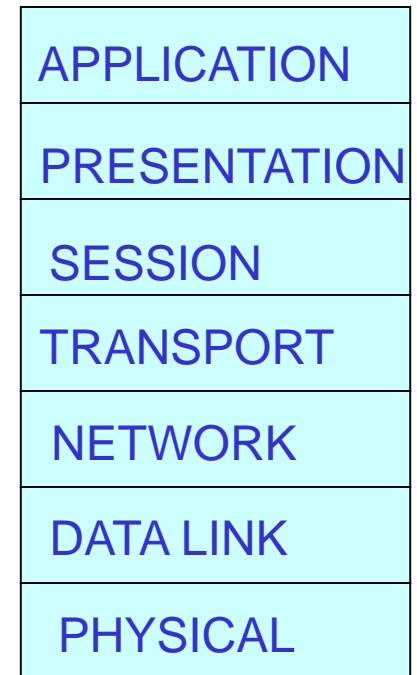 APPLICATION
PRESENTATION
SESSION
TRANSPORT
NETWORK
DATA LINK
PHYSICAL